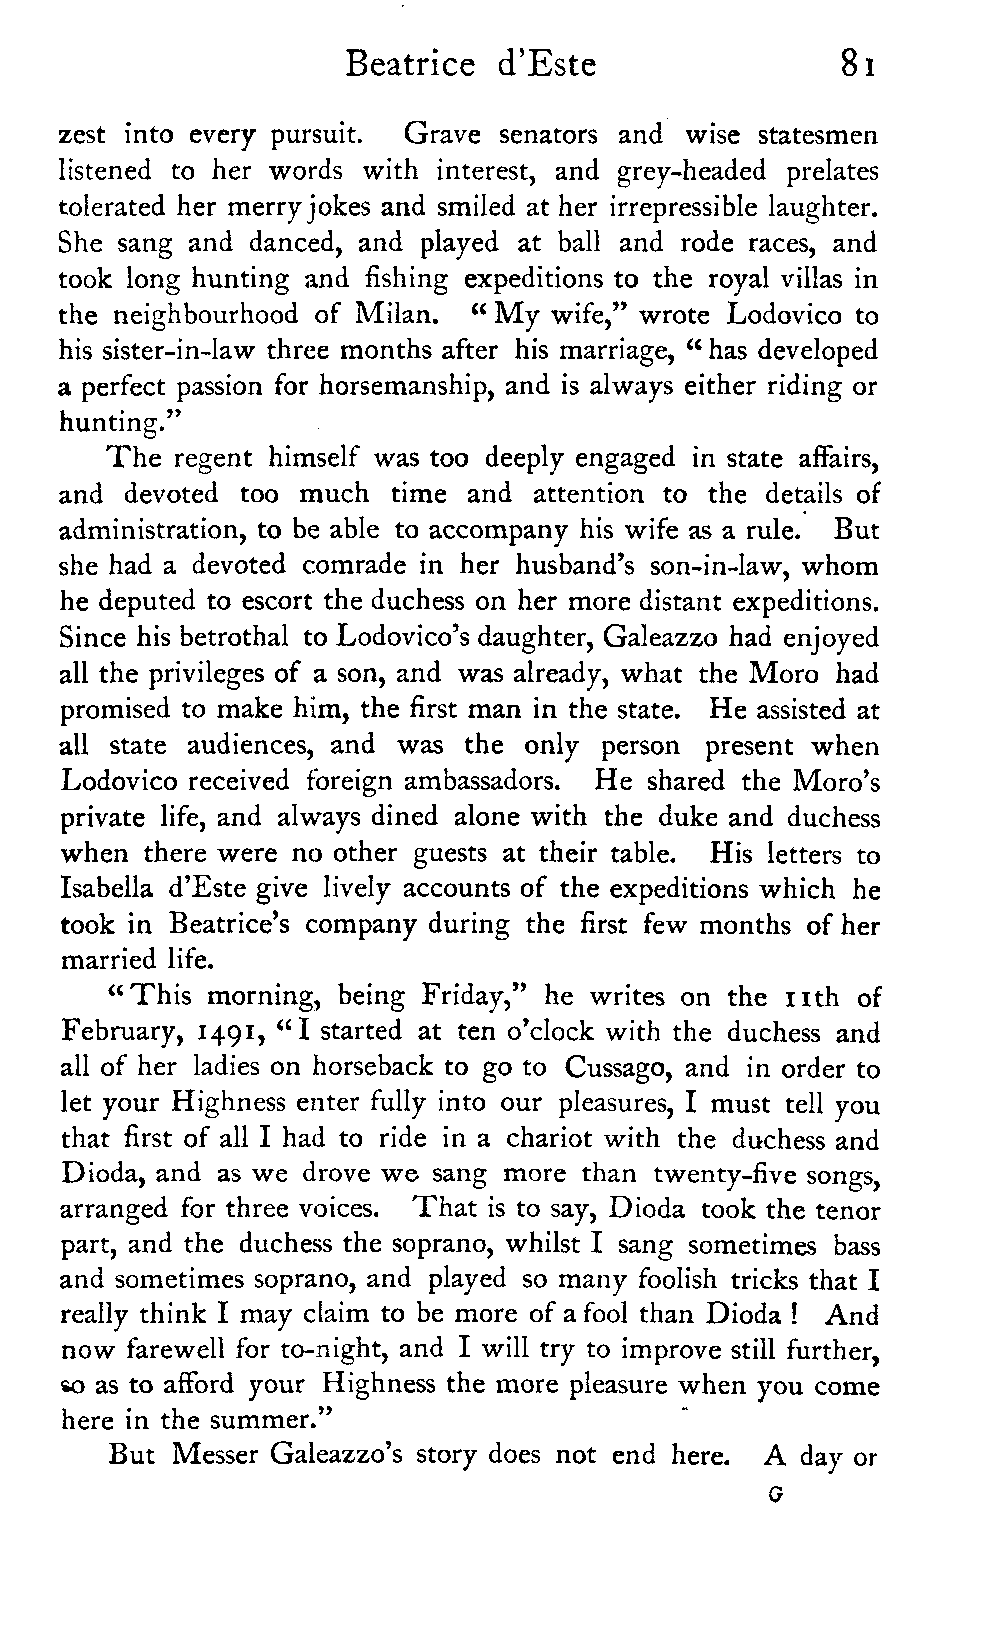 Beatrice d'Este 81
zest into every pursuit. Grave senators and wise statesmen
listened to her words with interest, and grey-headed prelates
tolerated her merry jokes and smiled at her irrepressible laughter.
She sang and danced, and played at ball and rode races, and
took long hunting and fishing expeditions to the royal villas in
the neighbourhood of Milan. “My wife,” wrote Lodovico to
his sister-in-law three months after his marriage, “has developed
a perfect passion for horsemanship, and is always either riding or
hunting.”
The regent himself was too deeply engaged in state affairs,
and devoted too much time and attention to the details of
administration, to be able to accompany his wife as a rule. But
she had a devoted comrade in her husband's son-in-law, whom
he deputed to escort the duchess on her more distant expeditions.
Since his betrothal to Lodovico's daughter, Galeazzo had enjoyed
all the privileges of a son, and was already, what the Moro had
promised to make him, the first man in the state. He assisted at
all state audiences, and was the only person present when
Lodovico received foreign ambassadors. He shared the Moro's
private life, and always dined alone with the duke and duchess
when there were no other guests at their table. His letters to
Isabella d'Este give lively accounts of the expeditions which he
took in Beatrice's company during the first few months of her
married life.
“This morning, being Friday,” he writes on the 11th of
February, 1491, “I started at ten o'clock with the duchess and
all of her ladies on horseback to go to Cussago, and in order to
let your Highness enter fully into our pleasures, I must tell you
that first of all I had to ride in a chariot with the duchess and
Dioda, and as we drove we sang more than twenty-five songs,
arranged for three voices. That is to say, Dioda took the tenor
part, and the duchess the soprano, whilst I sang sometimes bass
and sometimes soprano, and played so many foolish tricks that I
really think I may claim to be more of a fool than Dioda! And
now farewell for to-night, and I will try to improve still further,
so as to afford your Highness the more pleasure when you come
here in the summer.”
But Messer Galeazzo's story does not end here. A day or
G